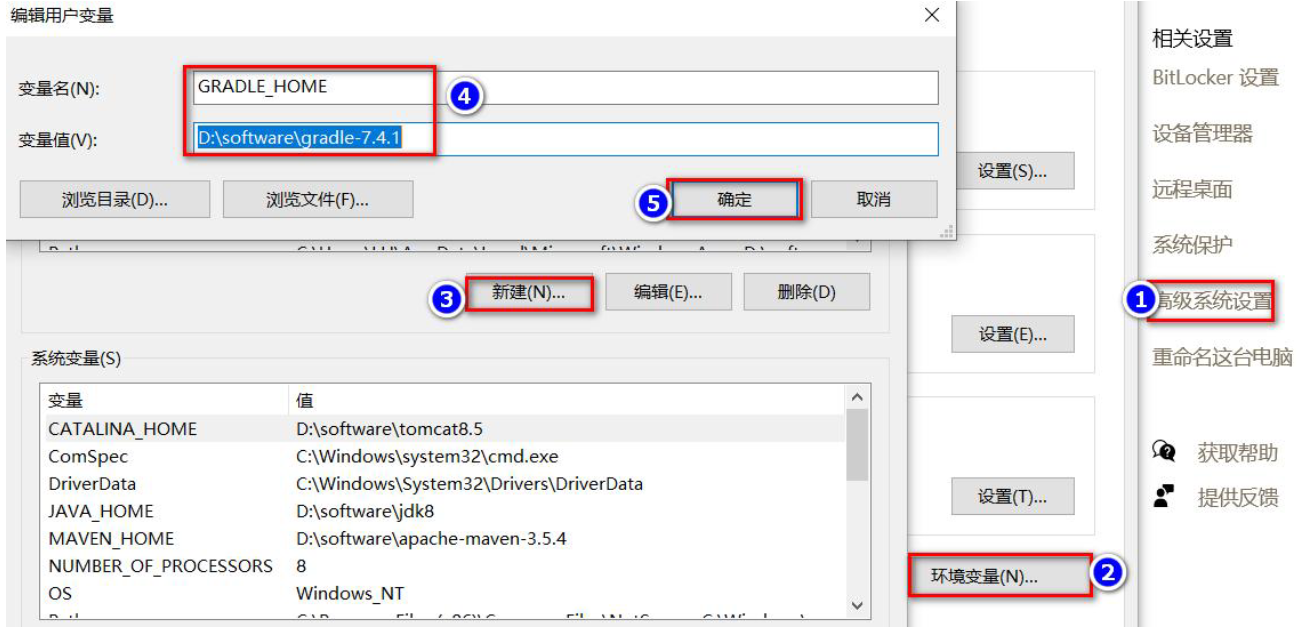 编辑用户变量
变量名(N):
GRADLE_HOME
4
变量值(V):
D:\software\gradle-7.4.1
浏览目录(D)...
浏览文件(F)...
5
确定
取消
3
新建(N)...
编辑(E)...
删除(D)
系统变量(S)
变量
值
CATALINA_HOME
D:\software\tomcat8.5
ComSpec
C:\Windows\system32\cmd.exe
DriverData
C:\Windows\System32\Drivers\DriverData
JAVA_HOME
D:\software\jdk8
MAVEN_HOME
D:\software\apache-maven-3.5.4
NUMBER_OF_PROCESSORS
8
OS
Windows_NT
设置(S)...
设置(E)...
设置(T)...
环境变量(N)...
2
相关设置
BitLocker 设置
设备管理器
远程桌面
系统保护
1
高级系统设置
重命名这台电脑
获取帮助
提供反馈